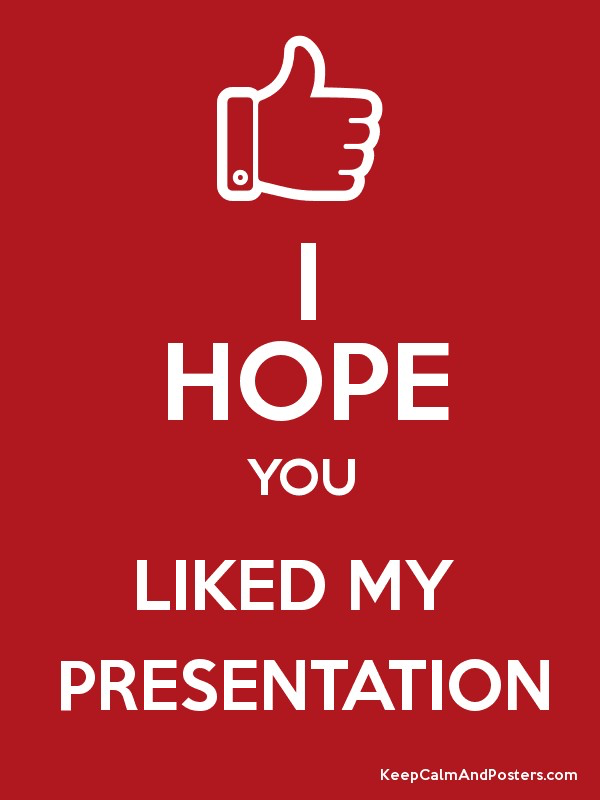 I
HOPE
YOU
LIKED MY
PRESENTATION
KeepCalmAndPosters.com